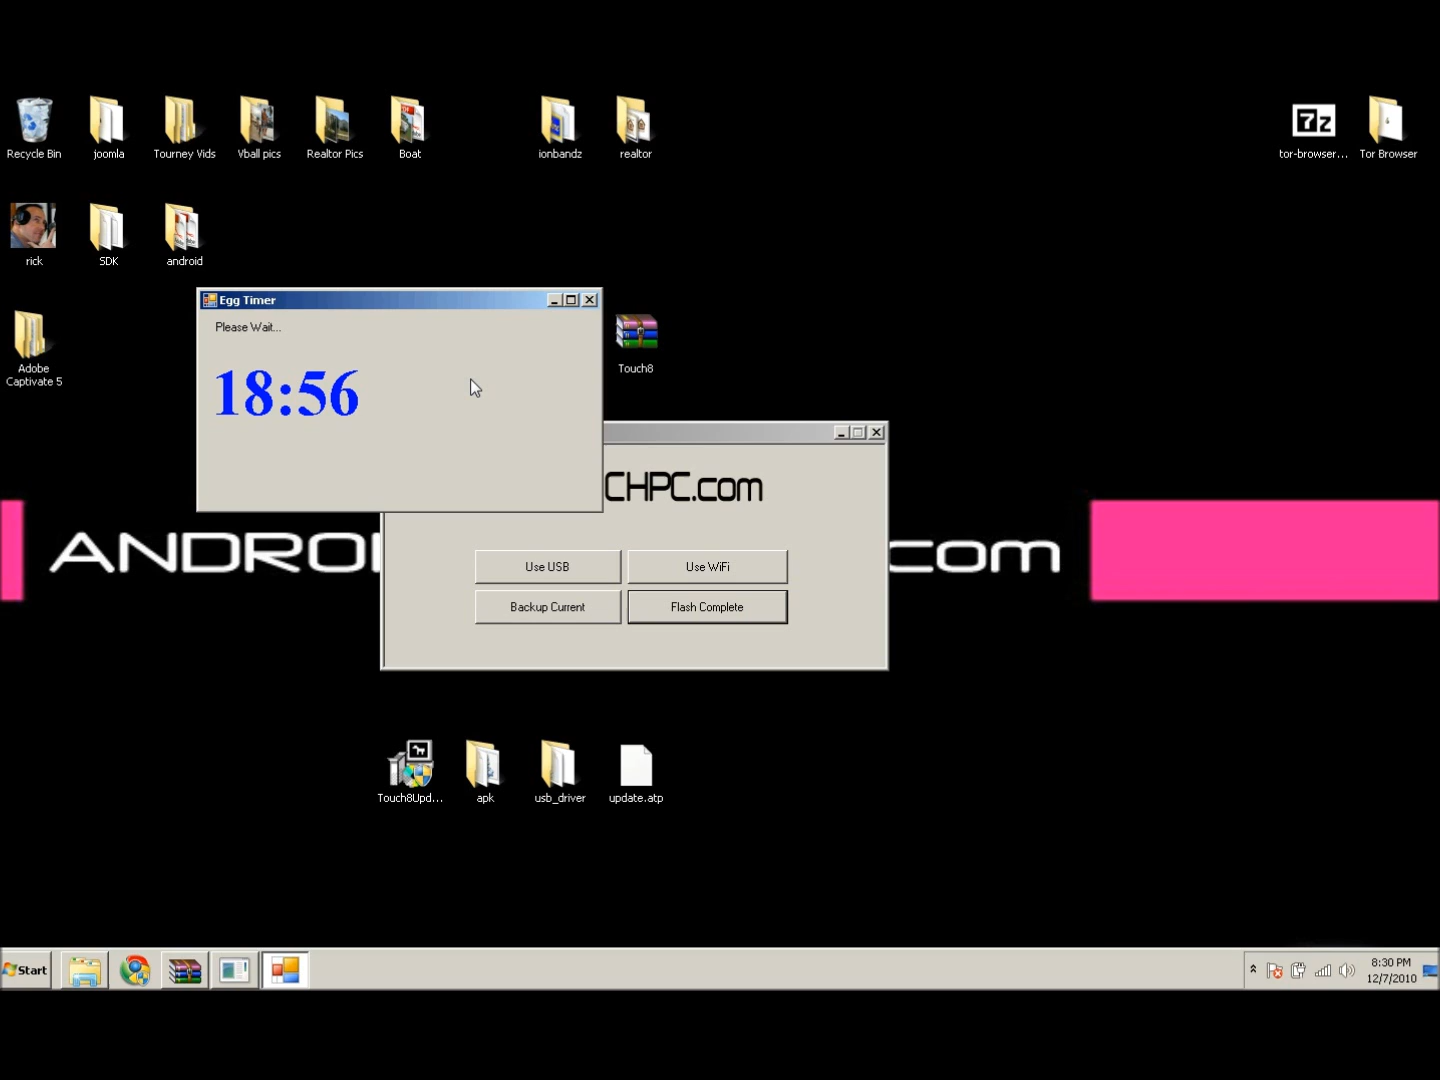 Recycle Bin
joomla
Tourney Vids
Vball pics
Realtor Pics
Boat
ionbandz
realtor
tor-browser...
Tor Browser
rick
SDK
android
Egg Timer
Please Wait...
18:56
Adobe
Captivate 5
Touch8
CHPC.com
ANDROI
.com
Use USB
Use WiFi
Backup Current
Flash Complete
Touch8Upd...
apk
usb_driver
update.atp
Start
8:30 PM
12/7/2010